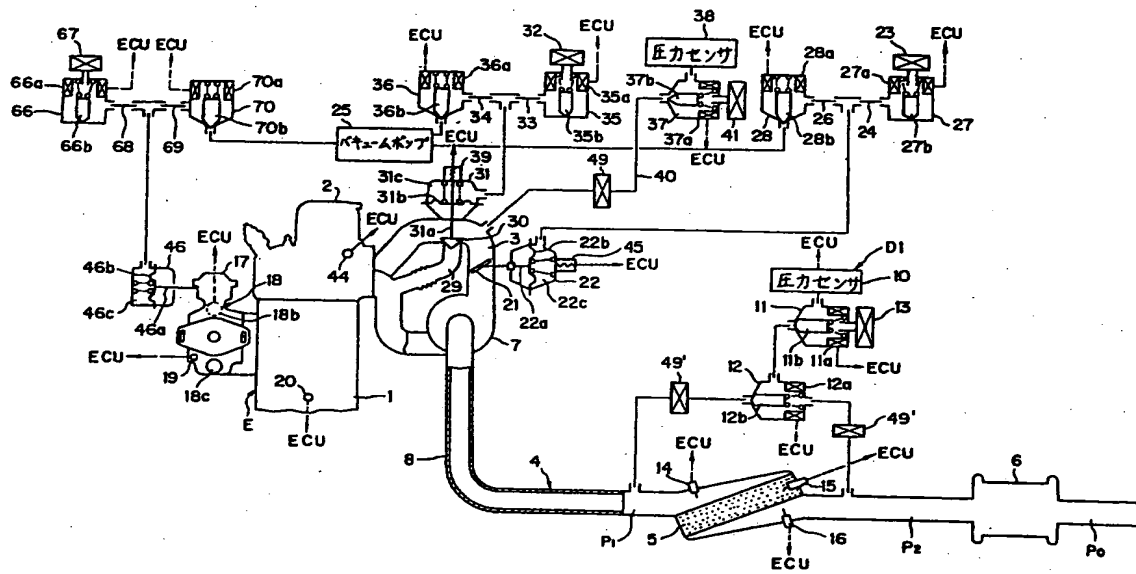 67
ECU
ECU
66a
70a
66
70
66b
70b
68
69
ECU
36a
36
36b
34
32
ECU
35a
35
33
35b
38
圧力センサ
37b
37
37a
41
ECU
40
ECU
28a
28
28b
26
23
ECU
27a
24
27
27b
25
バキュームポンプ
ECU
39
31c
31
31b
31a
49
30
3
2
ECU
44
29
21
22b
45
ECU
22
22c
22a
7
46
46b
46c
46a
ECU
17
18
18b
ECU
19
18c
20
E
ECU
1
ECU
D1
圧力センサ
10
11
13
11b
11a
ECU
12
12a
12b
ECU
49'
49'
8
4
ECU
14
ECU
15
5
16
ECU
6
P1
P2
P0